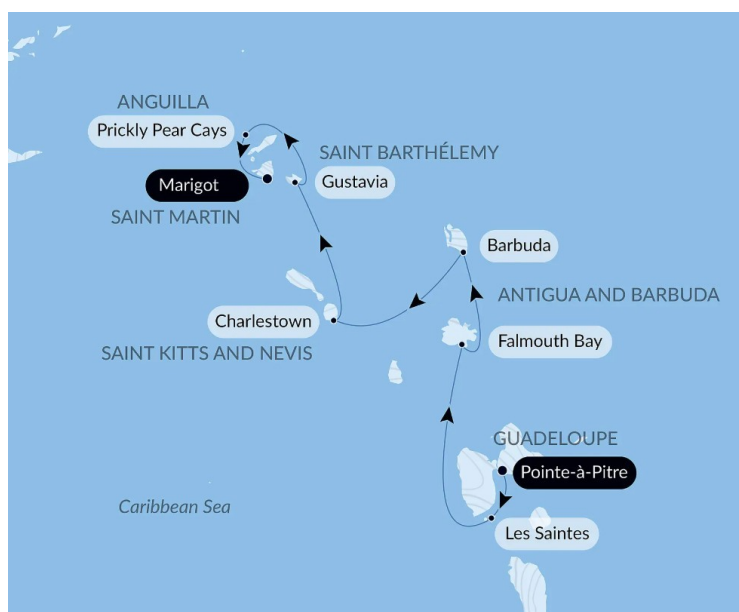 ANGUILLA
Prickly Pear Cays
SAINT BARTHÉLEMY
Marigot
Gustavia
SAINT MARTIN
Barbuda
ANTIGUA AND BARBUDA
Charlestown
Falmouth Bay
SAINT KITTS AND NEVIS
GUADELOUPE
Pointe-à-Pitre
Caribbean Sea
Les Saintes